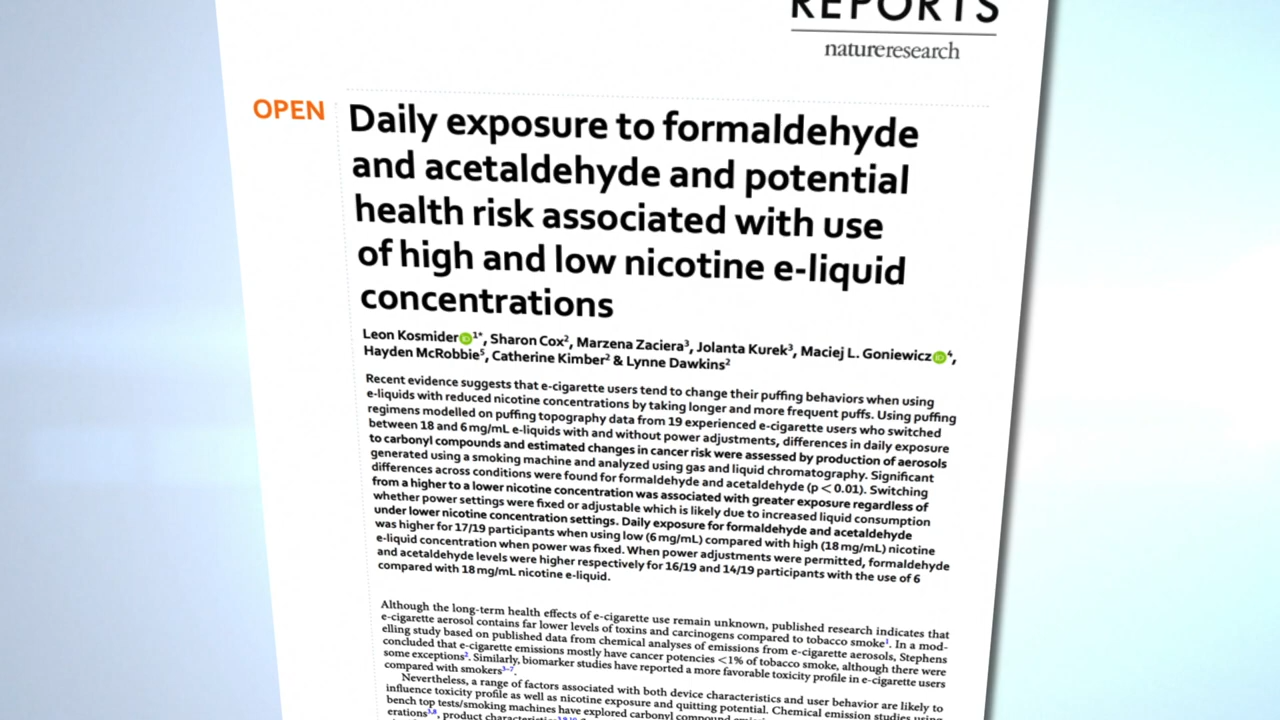 REPORTS
natureresearch
OPEN
Daily exposure to formaldehyde
and acetaldehyde and potential
health risk associated with use
of high and low nicotine e-liquid
concentrations
Leon Kosmider 1*, Sharon Cox2, Marzena Zaciera3, Jolanta Kurek3, Maciej L. Goniewicz 4,
Hayden McRobbie5, Catherine Kimber2 & Lynne Dawkins2
Recent evidence suggests that e-cigarette users tend to change their puffing behaviors when using
e-liquids with reduced nicotine concentrations by taking longer and more frequent puffs. Using puffing
regimens modelled on puffing topography data from 19 experienced e-cigarette users who switched
between 18 and 6 mg/mL e-liquids with and without power adjustments, differences in daily exposure
to carbonyl compounds and estimated changes in cancer risk were assessed by production of aerosols
generated using a smoking machine and analyzed using gas and liquid chromatography. Significant
differences across conditions were found for formaldehyde and acetaldehyde (p < 0.01). Switching
from a higher to a lower nicotine concentration was associated with greater exposure regardless of
whether power settings were fixed or adjustable which is likely due to increased liquid consumption
under lower nicotine concentration settings. Daily exposure for formaldehyde and acetaldehyde
was higher for 17/19 participants when using low (6 mg/mL) compared with high (18 mg/mL) nicotine
e-liquid concentration when power was fixed. When power adjustments were permitted, formaldehyde
and acetaldehyde levels were higher respectively for 16/19 and 14/19 participants with the use of 6
compared with 18 mg/mL nicotine e-liquid.
Although the long-term health effects of e-cigarette use remain unknown, published research indicates that
e-cigarette aerosol contains far lower levels of toxins and carcinogens compared to tobacco smoke1. In a mod-
elling study based on published data from chemical analyses of emissions from e-cigarette aerosols, Stephens
concluded that e-cigarette emissions mostly have cancer potencies <1% of tobacco smoke, although there were
some exceptions2. Similarly, biomarker studies have reported a more favorable toxicity profile in e-cigarette users
compared with smokers3–7.
Nevertheless, a range of factors associated with both device characteristics and user behavior are likely to
influence toxicity profile as well as nicotine exposure and quitting potential. Chemical emission studies using
bench top tests/smoking machines have explored carbonyl compound
erations3,8, product characteristics